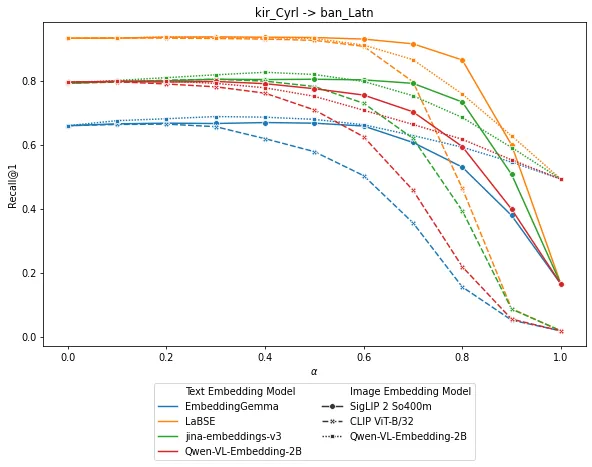 kir_Cyrl -> ban_Latn
Recall@1
0.8
0.6
0.4
0.2
0.0
0.0 0.2 0.4 0.6 0.8 1.0
α
Text Embedding Model
EmbeddingGemma
LaBSE
jina-embeddings-v3
Qwen-VL-Embedding-2B
Image Embedding Model
SigLIP 2 So400m
CLIP ViT-B/32
Qwen-VL-Embedding-2B